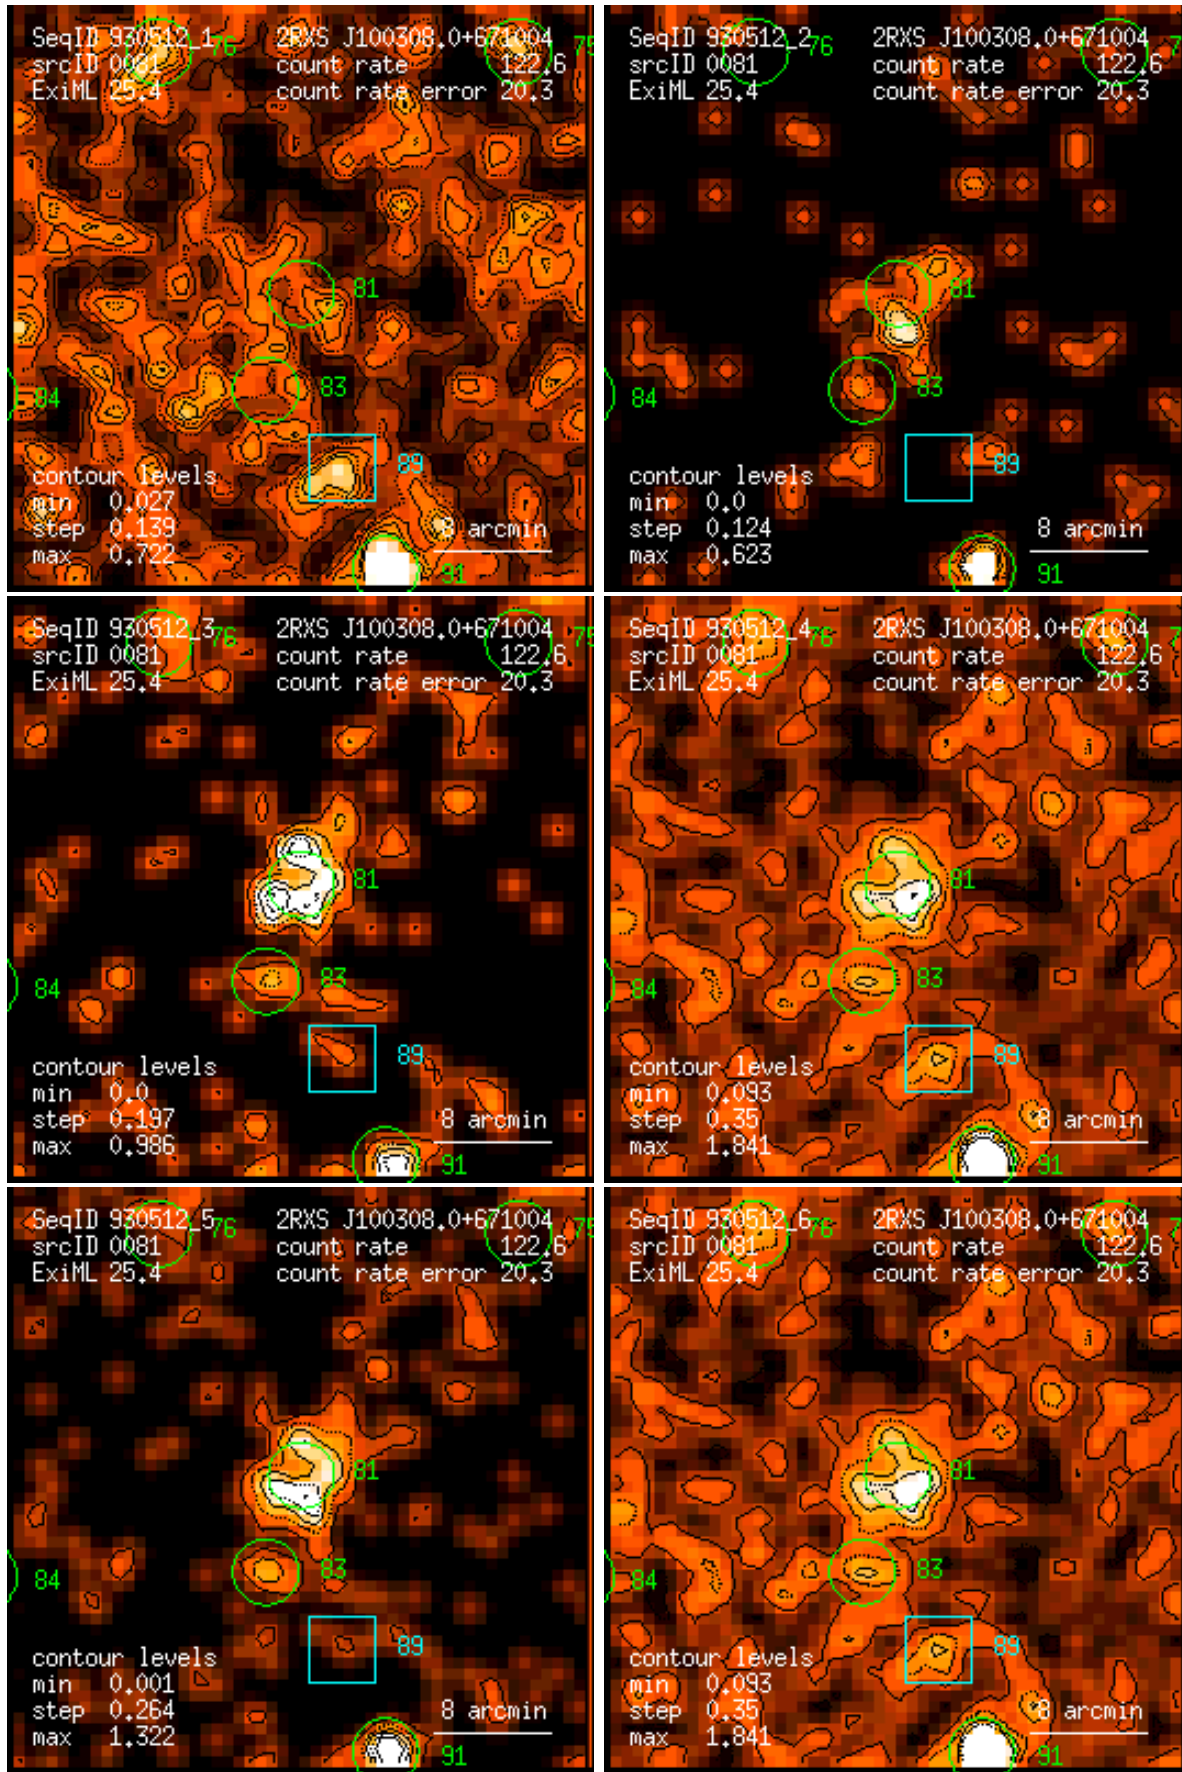 SeqID 930512_1 76 2RXS J100308.0+671004 75
srcID 0081 count rate 122.6
ExiML 25.4 count rate error 20.3
81
83
84
89
contour levels
min 0.027
step 0.139 8 arcmin
max 0.722 91
SeqID 930512_2 76 2RXS J100308.0+671004 7
srcID 0081 count rate 122.6
ExiML 25.4 count rate error 20.3
81
83
84
89
contour levels
min 0.0
step 0.124 8 arcmin
max 0.623 91
SeqID 930512_3 76 2RXS J100308.0+671004 75
srcID 0081 count rate 122.6
ExiML 25.4 count rate error 20.3
81
83
84
89
contour levels
min 0.0
step 0.197 8 arcmin
max 0.986 91
SeqID 930512_4 76 2RXS J100308.0+671004 7
srcID 0081 count rate 122.6
ExiML 25.4 count rate error 20.3
81
83
84
89
contour levels
min 0.093
step 0.35 8 arcmin
max 1.841 91
SeqID 930512_5 76 2RXS J100308.0+671004 75
srcID 0081 count rate 122.6
ExiML 25.4 count rate error 20.3
81
83
84
89
contour levels
min 0.001
step 0.264 8 arcmin
max 1.322 91
SeqID 930512_6 76 2RXS J100308.0+671004 7
srcID 0081 count rate 122.6
ExiML 25.4 count rate error 20.3
81
83
84
89
contour levels
min 0.093
step 0.35 8 arcmin
max 1.841 91